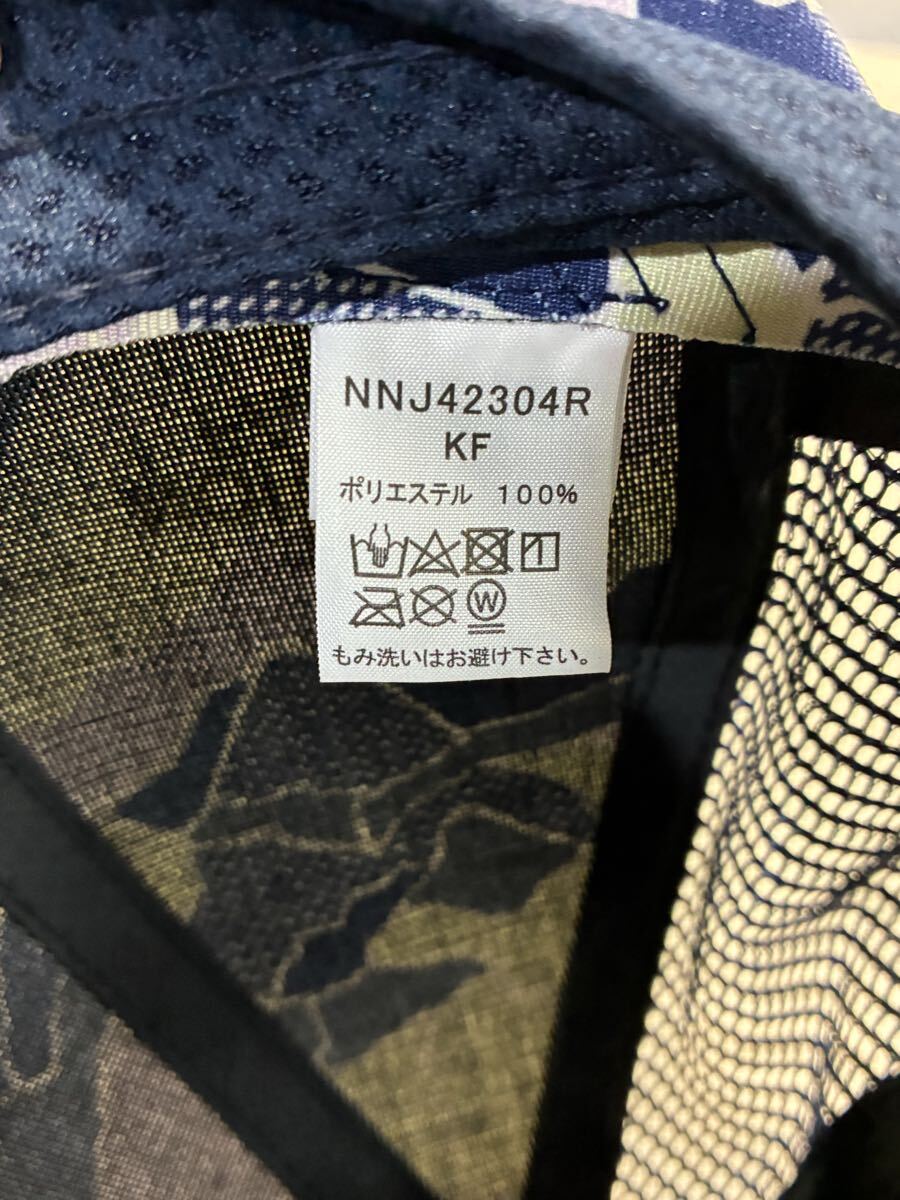 NNJ42304R
KF
ポリエステル 100%
W
もみ洗いはお避け下さい。